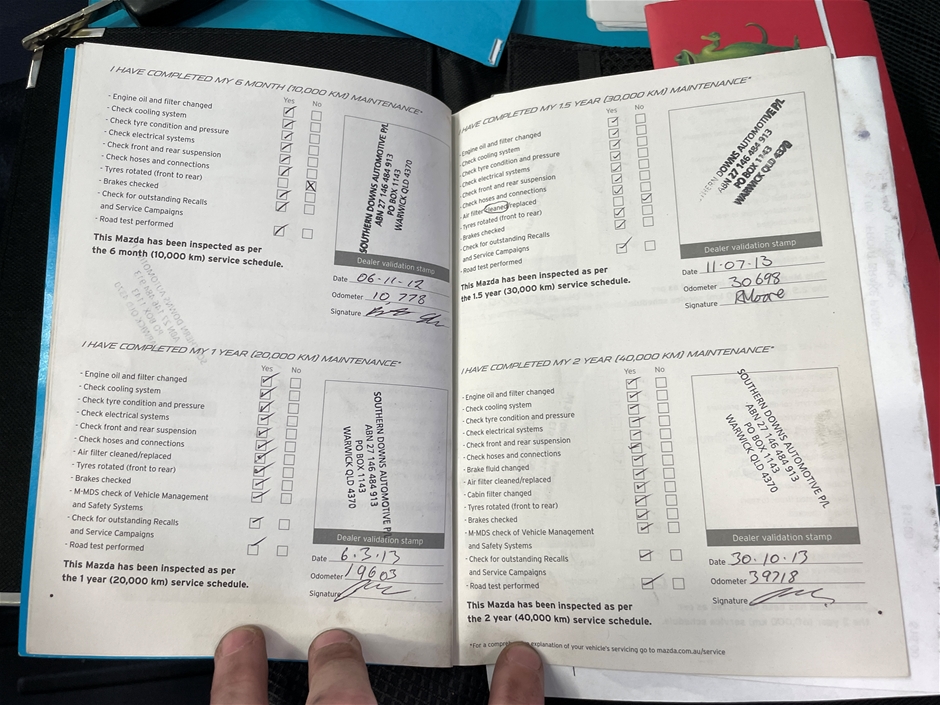 I HAVE COMPLETED MY 6 MONTH (10,000 KM) MAINTENANCE*
Yes No
- Engine oil and filter changed
- Check cooling system
- Check tyre condition and pressure
- Check electrical systems
- Check front and rear suspension
- Check hoses and connections
- Tyres rotated (front to rear)
- Brakes checked
- Check for outstanding Recalls
and Service Campaigns
- Road test performed
This Mazda has been inspected as per
the 6 month (10,000 km) service schedule.
SOUTHERN DOWNS AUTOMOTIVE P/L
ABN 27 146 484 913
PO BOX 1143
WARWICK QLD 4370
Dealer validation stamp
Date 06-11-12
Odometer 10 778
Signature
I HAVE COMPLETED MY 1 YEAR (20,000 KM) MAINTENANCE*
Yes No
- Engine oil and filter changed
- Check cooling system
- Check tyre condition and pressure
- Check electrical systems
- Check front and rear suspension
- Check hoses and connections
- Air filter cleaned/replaced
- Tyres rotated (front to rear)
- Brakes checked
- M-MDS check of Vehicle Management
and Safety Systems
- Check for outstanding Recalls
and Service Campaigns
- Road test performed
This Mazda has been inspected as per
the 1 year (20,000 km) service schedule.
SOUTHERN DOWNS AUTOMOTIVE P/L
ABN 27 146 484 913
PO BOX 1143
WARWICK QLD 4370
Dealer validation stamp
Date 6.3.13
Odometer 19603
Signature
I HAVE COMPLETED MY 1.5 YEAR (30,000 KM) MAINTENANCE*
Yes No
- Engine oil and filter changed
- Check cooling system
- Check tyre condition and pressure
- Check electrical systems
- Check front and rear suspension
- Check hoses and connections
- Air filter cleaned/replaced
- Tyres rotated (front to rear)
- Brakes checked
- Check for outstanding Recalls
and Service Campaigns
- Road test performed
This Mazda has been inspected as per
the 1.5 year (30,000 km) service schedule.
HERN DOWNS AUTOMOTIVE P/L
ABN 27 146 484 913
PO BOX 1143
WARWICK QLD 4370
Dealer validation stamp
Date 11-07-13
Odometer 30698
Signature RMoore
I HAVE COMPLETED MY 2 YEAR (40,000 KM) MAINTENANCE*
Yes No
- Engine oil and filter changed
- Check cooling system
- Check tyre condition and pressure
- Check electrical systems
- Check front and rear suspension
- Check hoses and connections
- Brake fluid changed
- Air filter cleaned/replaced
- Cabin filter changed
- Tyres rotated (front to rear)
- Brakes checked
- M-MDS check of Vehicle Management
and Safety Systems
- Check for outstanding Recalls
and Service Campaigns
- Road test performed
This Mazda has been inspected as per
the 2 year (40,000 km) service schedule.
SOUTHERN DOWNS AUTOMOTIVE P/L
ABN 27 146 484 913
PO BOX 1143
WARWICK QLD 4370
Dealer validation stamp
Date 30.10.13
Odometer 39718
Signature
*For a explanation of your vehicle's servicing go to mazda.com.au/service